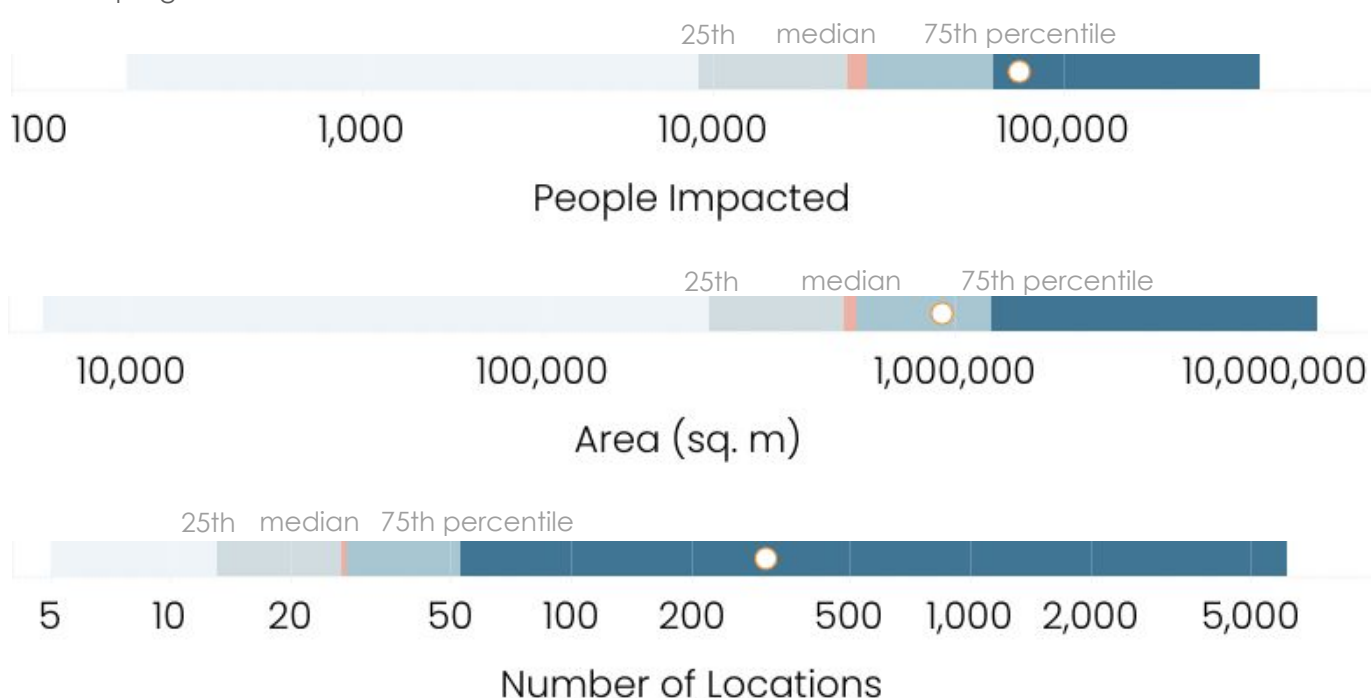 25th median 75th percentile
100 1,000 10,000 100,000
People Impacted
25th median 75th percentile
10,000 100,000 1,000,000 10,000,000
Area (sq. m)
25th median 75th percentile
5 10 20 50 100 200 500 1,000 2,000 5,000
Number of Locations